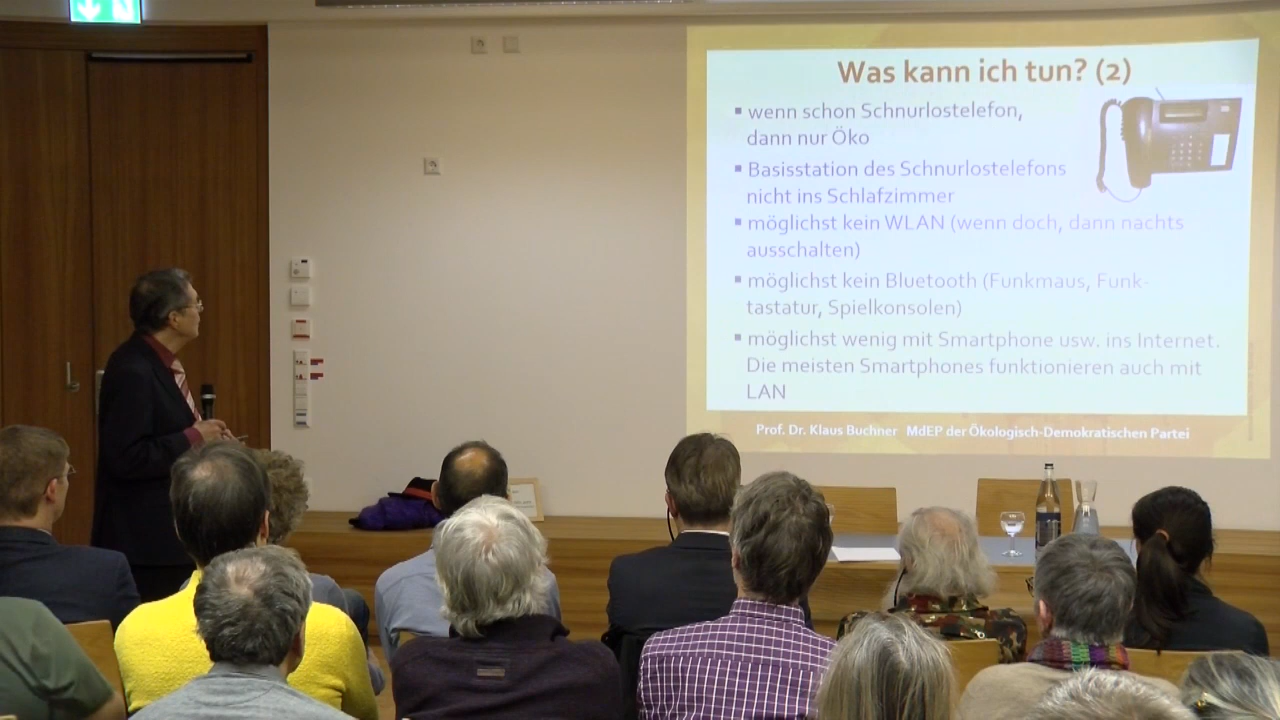 Was kann ich tun? (2)
▪ wenn schon Schnurlostelefon,
dann nur Öko
▪ Basisstation des Schnurlostelefons
nicht ins Schlafzimmer
▪ möglichst kein WLAN (wenn doch, dann nachts
ausschalten)
▪ möglichst kein Bluetooth (Funkmaus, Funk-
tastatur, Spielkonsolen)
▪ möglichst wenig mit Smartphone usw. ins Internet.
Die meisten Smartphones funktionieren auch mit
LAN
Prof. Dr. Klaus Buchner MdEP der Ökologisch-Demokratischen Partei